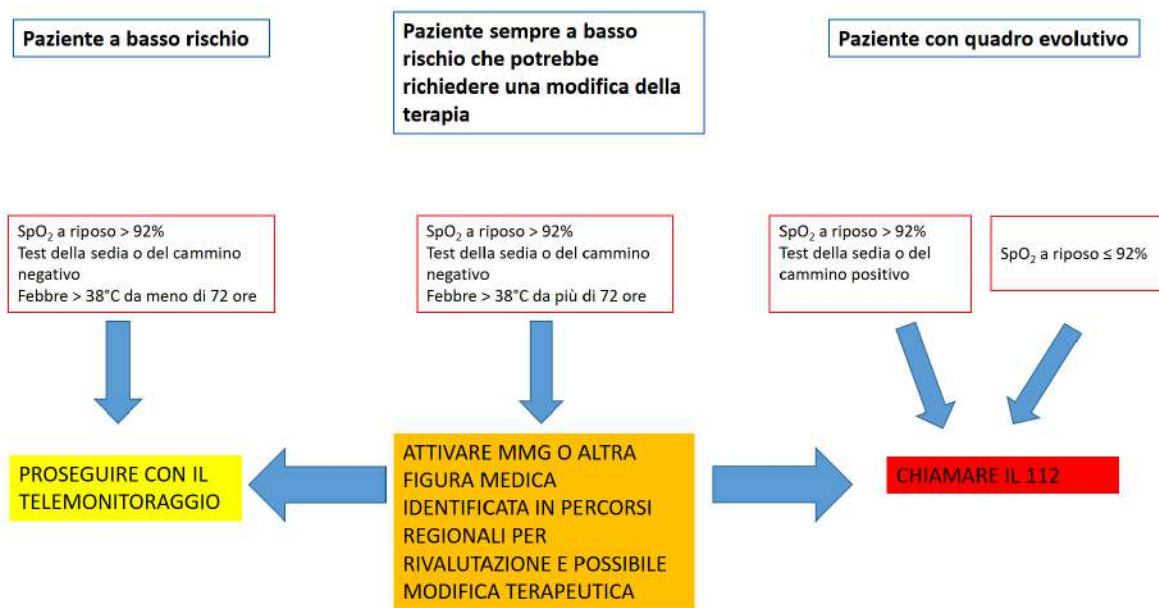 Paziente a basso rischio
Paziente sempre a basso
rischio che potrebbe
richiedere una modifica della
terapia
Paziente con quadro evolutivo
SpO₂ a riposo > 92%
Test della sedia o del cammino
negativo
Febbre > 38°C da meno di 72 ore
SpO₂ a riposo > 92%
Test della sedia o del cammino
negativo
Febbre > 38°C da più di 72 ore
SpO₂ a riposo > 92%
Test della sedia o del
cammino positivo
SpO₂ a riposo ≤ 92%
PROSEGUIRE CON IL
TELEMONITORAGGIO
ATTIVARE MMG O ALTRA
FIGURA MEDICA
IDENTIFICATA IN PERCORSI
REGIONALI PER
RIVALUTAZIONE E POSSIBILE
MODIFICA TERAPEUTICA
CHIAMARE IL 112